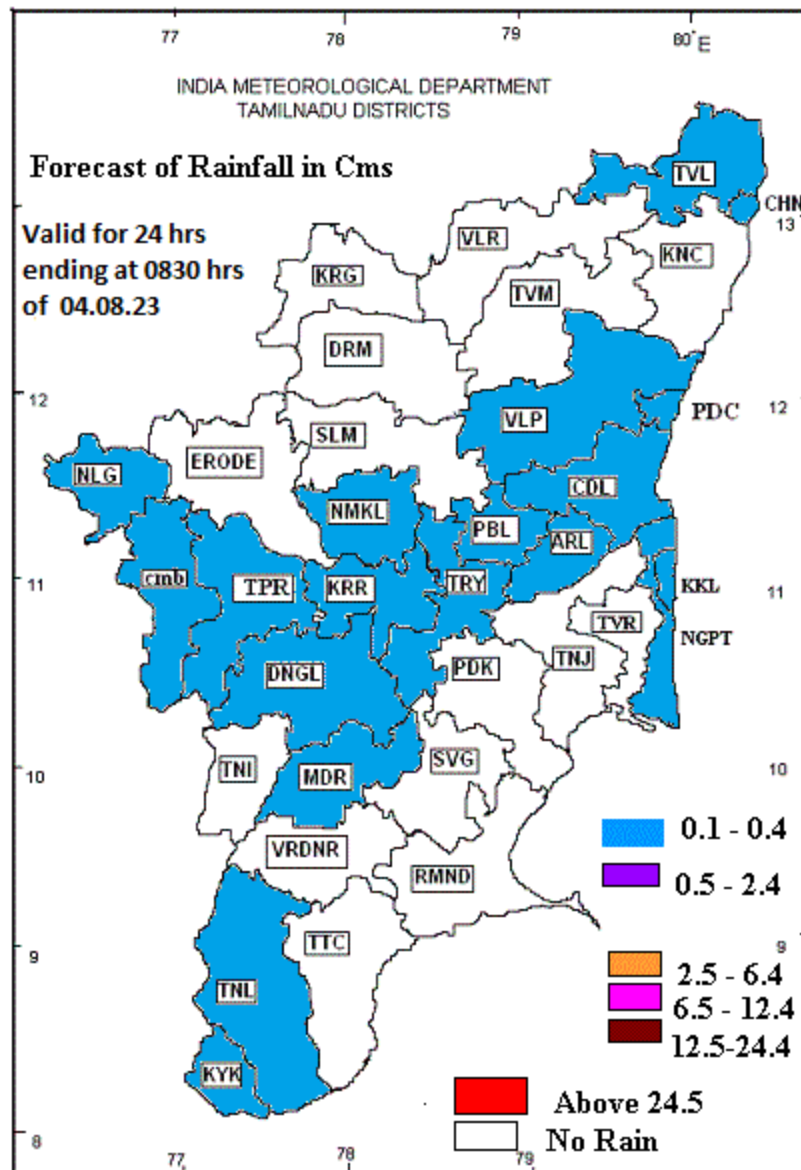 77 78 79 80° E
INDIA METEOROLOGICAL DEPARTMENT
TAMILNADU DISTRICTS
Forecast of Rainfall in Cms
TVL
CHN
13
Valid for 24 hrs
ending at 0830 hrs
of 04.08.23
VLR
KNC
KRG
TVM
DRM
12 12
PDC
VLP
SLM
ERODE
NLG
CDL
NMKL
PBL
ARL
11 11
cmb
TPR
KRR
TRY
KKL
TVR
NGPT
DNGL
PDK
TNJ
10 10
TNI
MDR
SVG
0.1 - 0.4
VRDNR
RMND
0.5 - 2.4
9 9
TTC
2.5 - 6.4
TNL
6.5 - 12.4
12.5-24.4
KYK
Above 24.5
8
No Rain
77 78 79